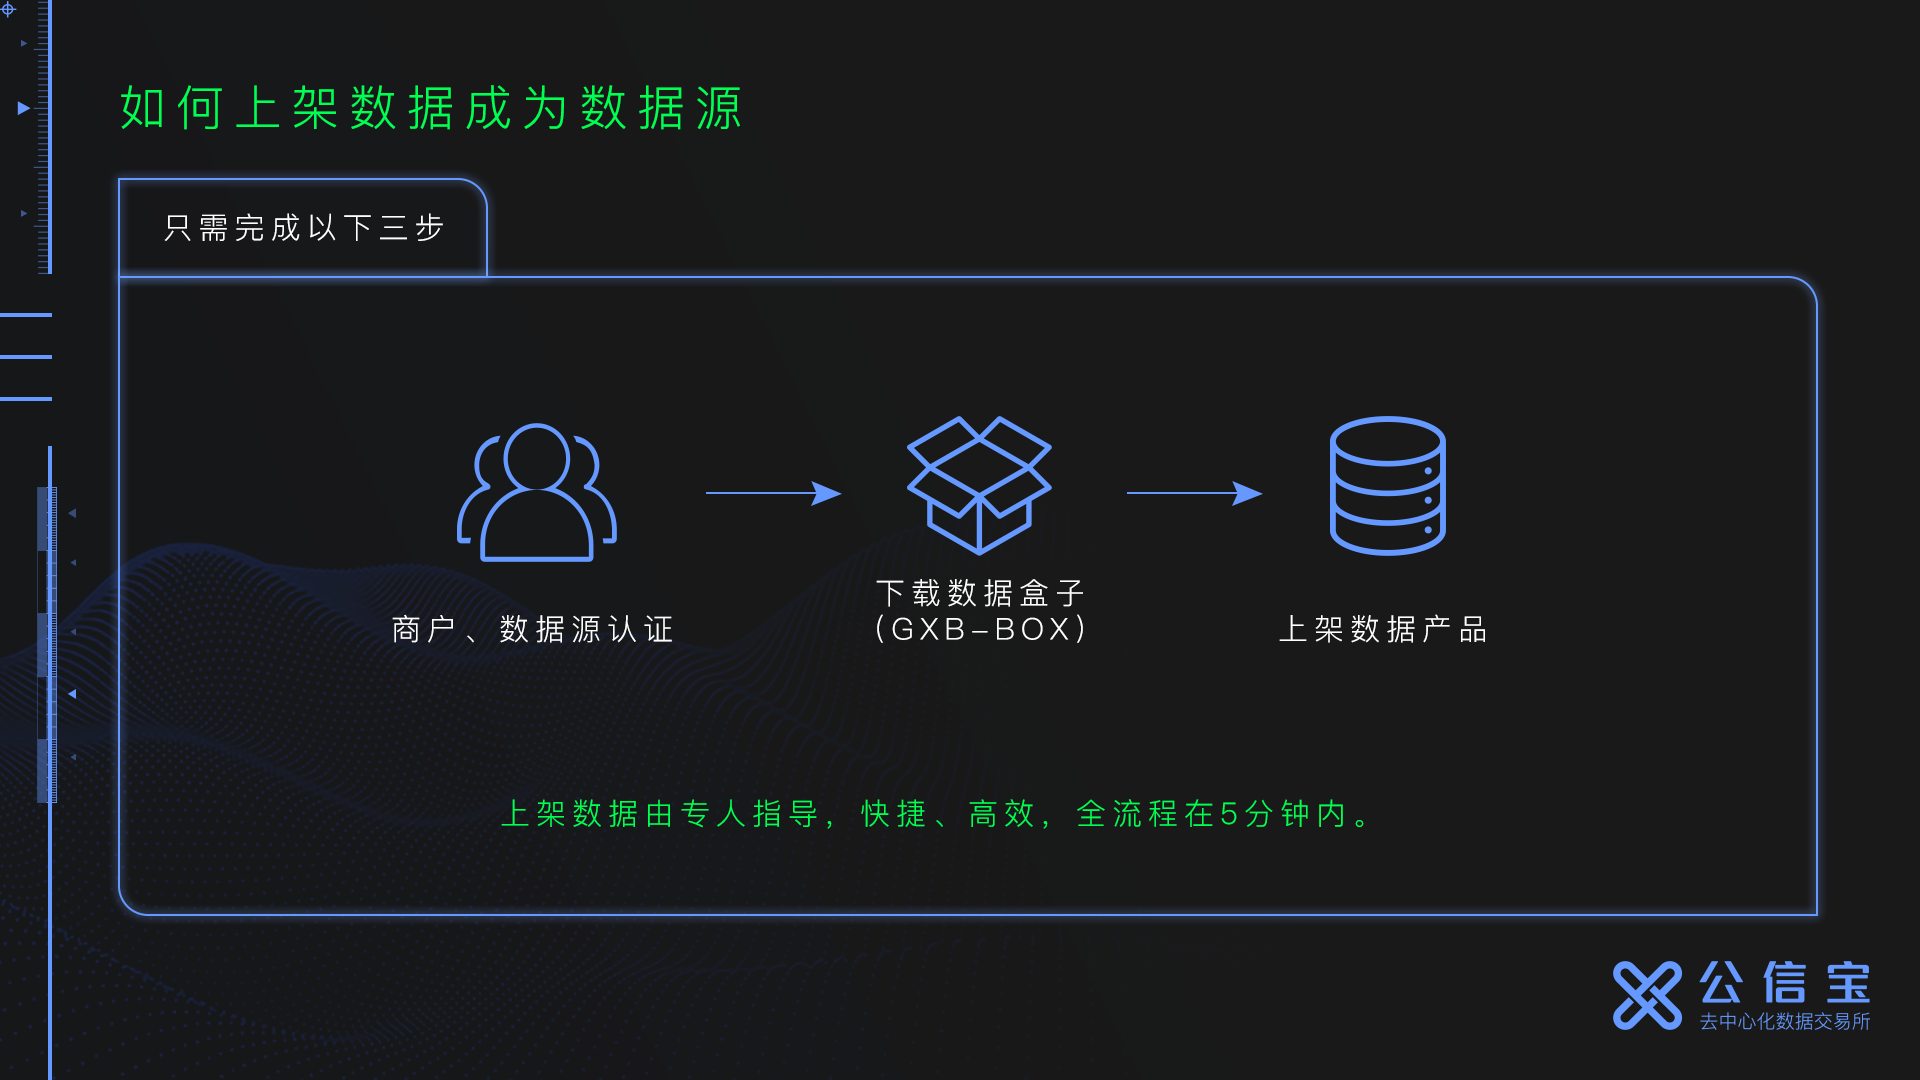 如何上架数据成为数据源
只需完成以下三步
商户、数据源认证
下载数据盒子
(GXB-BOX)
上架数据产品
上架数据由专人指导，快捷、高效，全流程在5分钟内。
公信宝
去中心化数据交易所